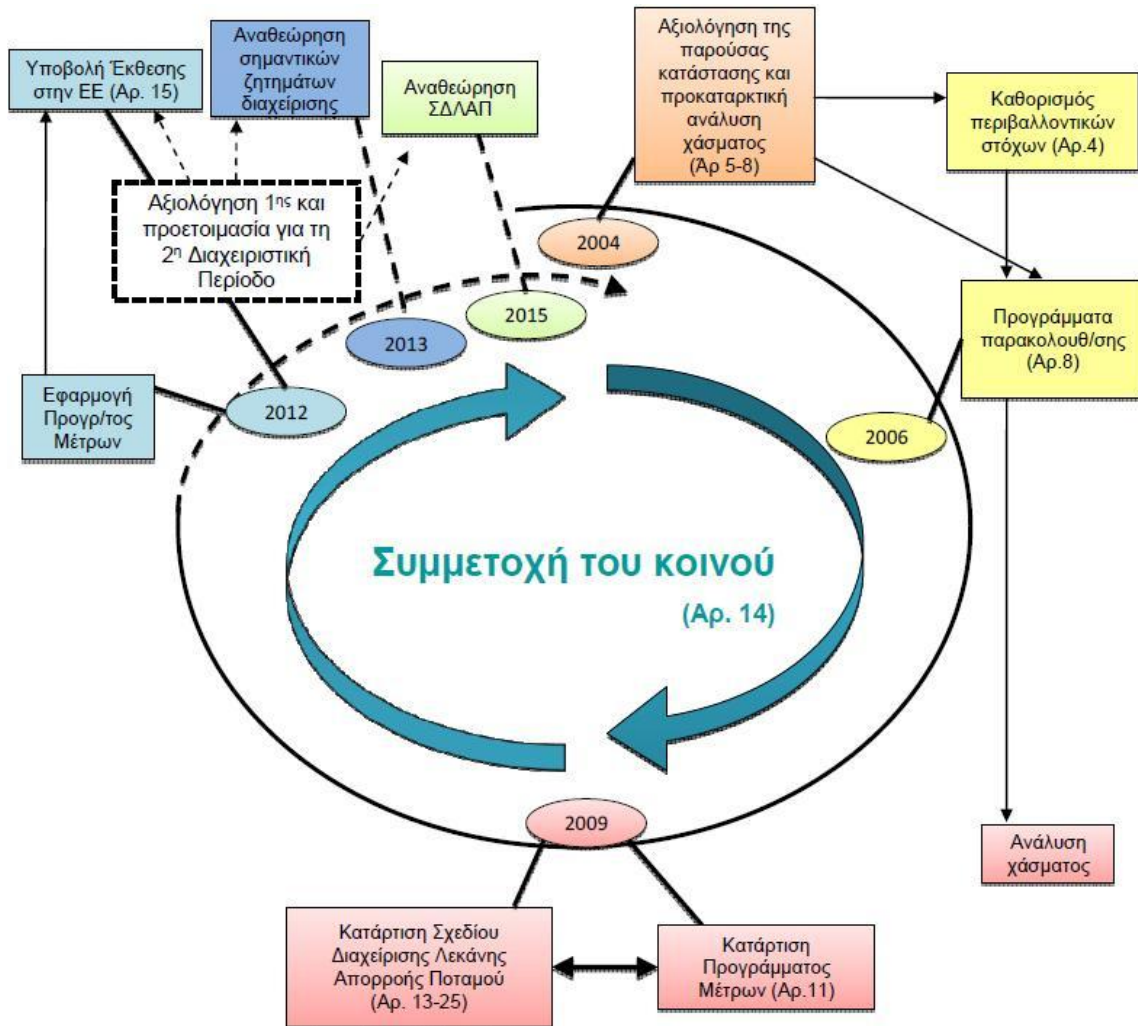 Υποβολή Έκθεσης
στην ΕΕ (Αρ. 15)
Αναθεώρηση
σημαντικών
ζητημάτων
διαχείρισης
Αναθεώρηση
ΣΔΛΑΠ
Αξιολόγηση της
παρούσας
κατάστασης και
προκαταρκτική
ανάλυση
χάσματος
(Άρ 5-8)
Καθορισμός
περιβαλλοντικών
στόχων (Αρ.4)
Αξιολόγηση 1ης και
προετοιμασία για τη
2η Διαχειριστική
Περίοδο
2004
2015
2013
Προγράμματα
παρακολουθ/σης
(Αρ.8)
Εφαρμογή
Προγρ/τος
Μέτρων
2012
2006
Συμμετοχή του κοινού
(Αρ. 14)
2009
Ανάλυση
χάσματος
Κατάρτιση Σχεδίου
Διαχείρισης Λεκάνης
Απορροής Ποταμού
(Αρ. 13-25)
Κατάρτιση
Προγράμματος
Μέτρων (Αρ.11)